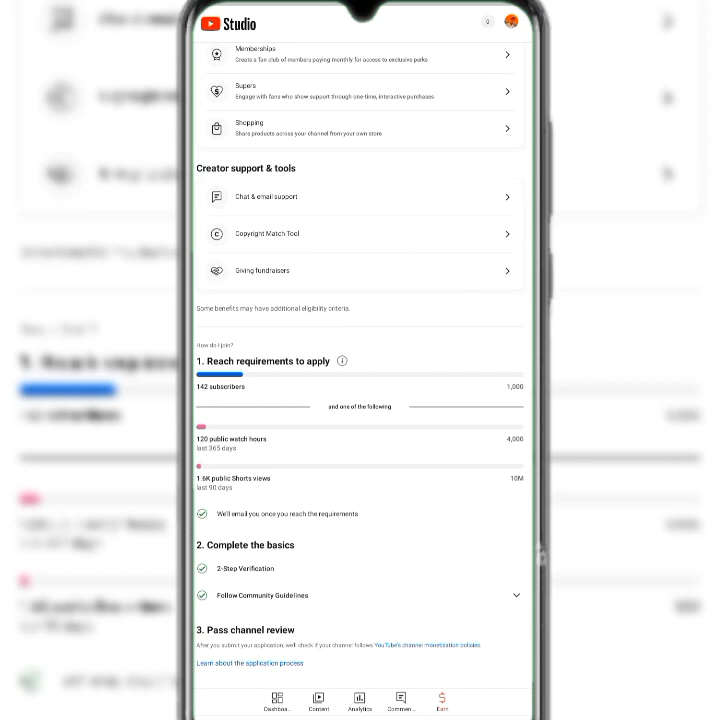 Studio
0
Memberships
Create a fan club of members paying monthly for access to exclusive perks
Supers
Engage with fans who show support through one-time, interactive purchases
Shopping
Share products across your channel from your own store
Creator support & tools
Chat & email support
Copyright Match Tool
Giving fundraisers
Some benefits may have additional eligibility criteria.
How do I join?
1. Reach requirements to apply
142 subscribers 1,000
and one of the following
120 public watch hours 4,000
last 365 days
1.6K public Shorts views 10M
last 90 days
We'll email you once you reach the requirements
2. Complete the basics
2-Step Verification
Follow Community Guidelines
3. Pass channel review
After you submit your application, we'll check if your channel follows YouTube's channel monetization policies.
Learn about the application process
Dashboa... Content Analytics Commen... Earn